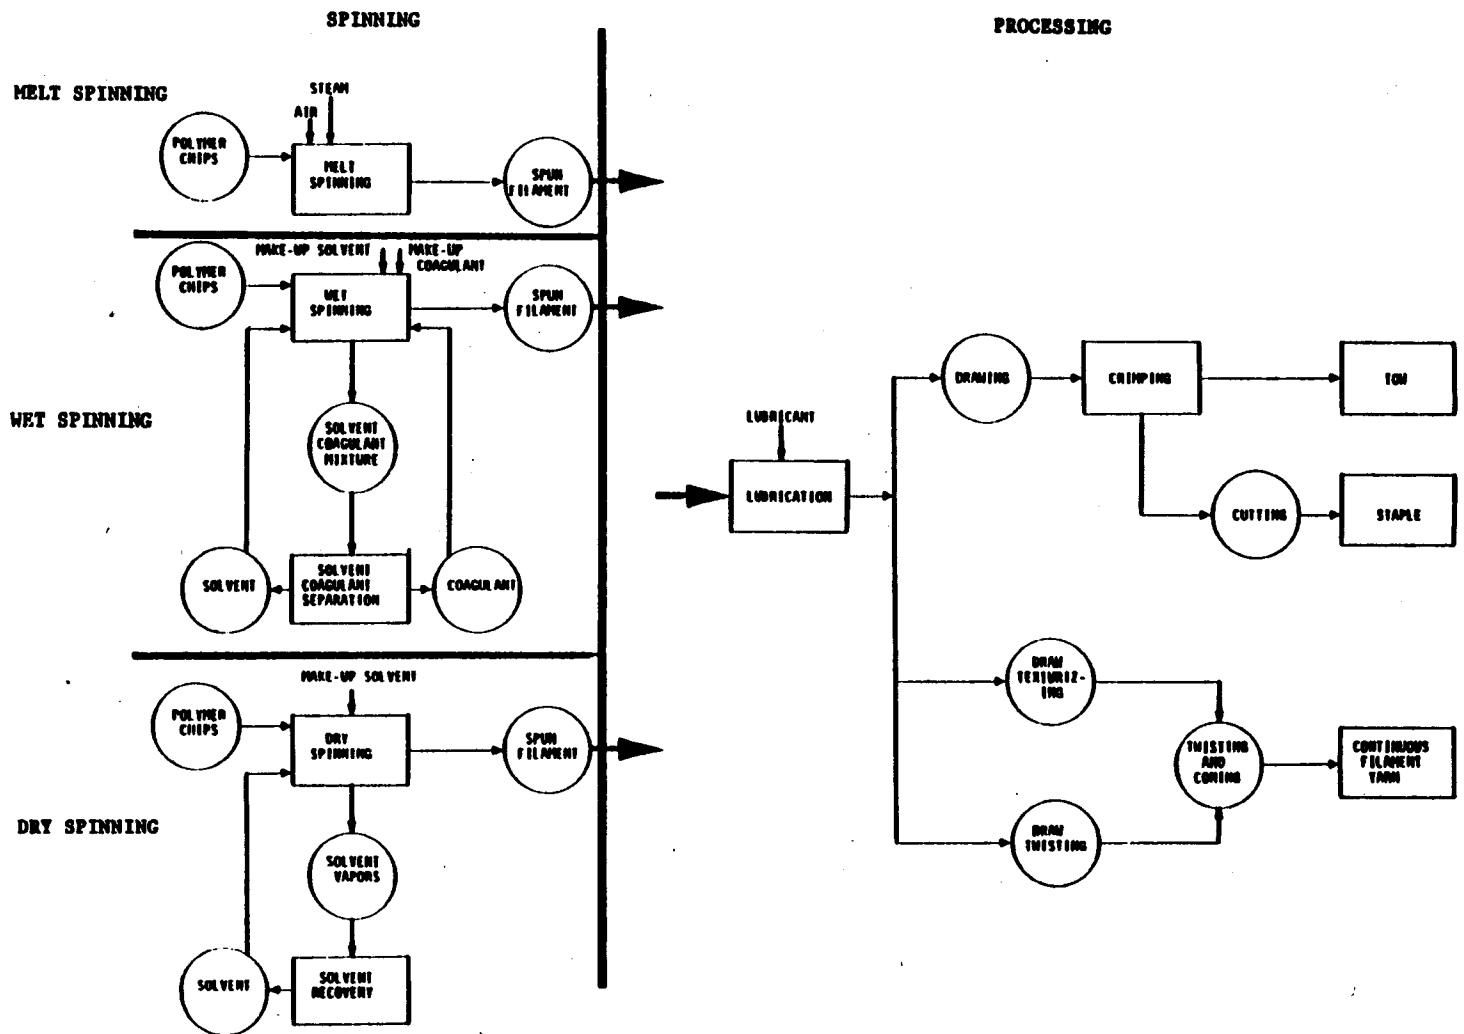 SPINNING
PROCESSING
MELT SPINNING
STEAM
AIR
POLYMER
CHIPS
MELT
SPINNING
SPUN
FILAMENT
MAKE-UP SOLVENT
MAKE-UP
COAGULANT
POLYMER
CHIPS
WET
SPINNING
SPUN
FILAMENT
WET SPINNING
SOLVENT
COAGULANT
MIXTURE
SOLVENT
SOLVENT
COAGULANT
SEPARATION
COAGULANT
MAKE-UP SOLVENT
POLYMER
CHIPS
DRY
SPINNING
SPUN
FILAMENT
DRY SPINNING
SOLVENT
VAPORS
SOLVENT
SOLVENT
RECOVERY
LUBRICANT
LUBRICATION
DRAWING
CRIMPING
TOW
CUTTING
STAPLE
DRAW
TEXTURIZ-
ING
TWISTING
AND
CONING
CONTINUOUS
FILAMENT
YARN
DRAW
TWISTING